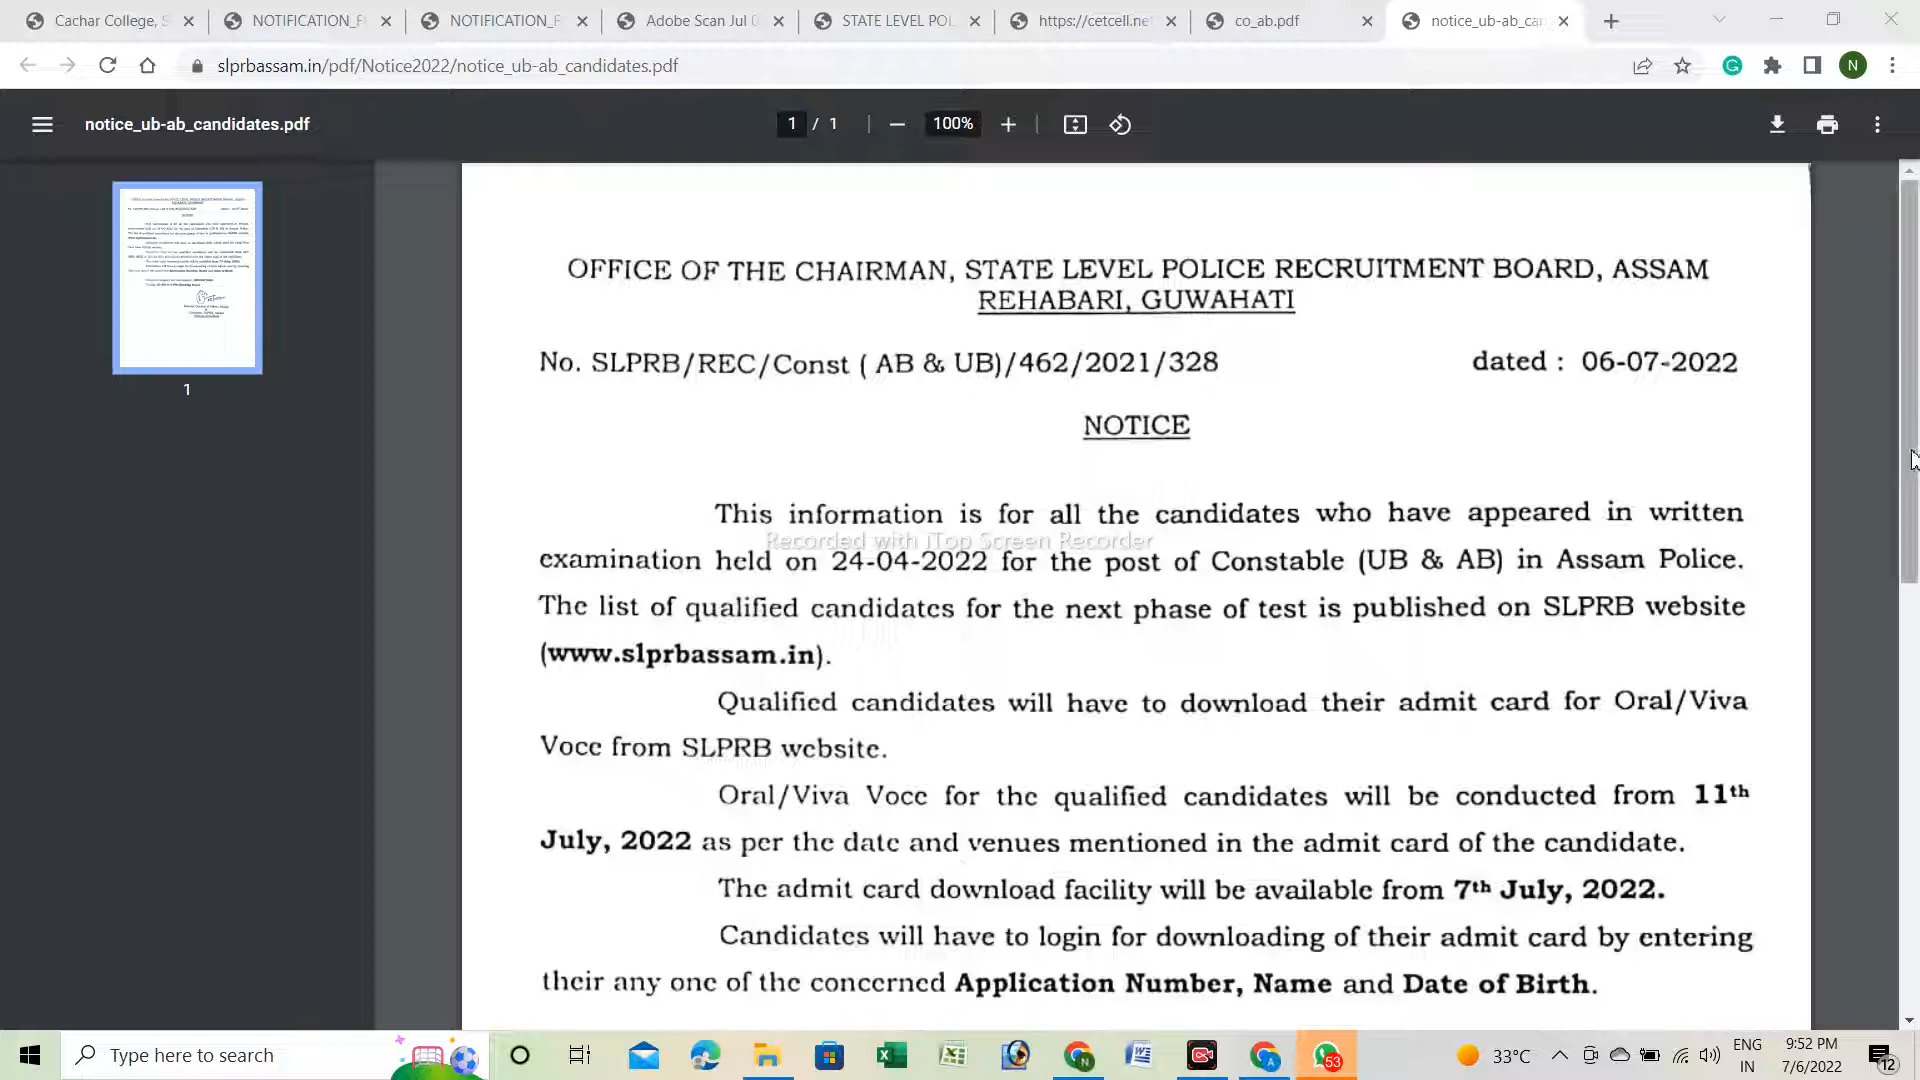 Cachar College, S
NOTIFICATION_F
NOTIFICATION_F
Adobe Scan Jul 0
STATE LEVEL POL
https://cetcell.net
co_ab.pdf
notice_ub-ab_can
slprbassam.in/pdf/Notice2022/notice_ub-ab_candidates.pdf
N
notice_ub-ab_candidates.pdf
1 / 1
100%
1
OFFICE OF THE CHAIRMAN, STATE LEVEL POLICE RECRUITMENT BOARD, ASSAM
REHABARI, GUWAHATI
No. SLPRB/REC/Const ( AB & UB)/462/2021/328 dated : 06-07-2022
NOTICE
This information is for all the candidates who have appeared in written
Recorded with iTop Screen Recorder
examination held on 24-04-2022 for the post of Constable (UB & AB) in Assam Police.
The list of qualified candidates for the next phase of test is published on SLPRB website
(www.slprbassam.in).
Qualified candidates will have to download their admit card for Oral/Viva
Voce from SLPRB website.
Oral/Viva Voce for the qualified candidates will be conducted from 11th
July, 2022 as per the date and venues mentioned in the admit card of the candidate.
The admit card download facility will be available from 7th July, 2022.
Candidates will have to login for downloading of their admit card by entering
their any one of the concerned Application Number, Name and Date of Birth.
Type here to search
53
33°C
ENG
IN
9:52 PM
7/6/2022
12